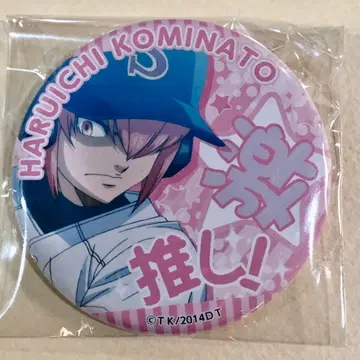 HARUICHI KOMINATO
激
推し!
©TK/2014DT